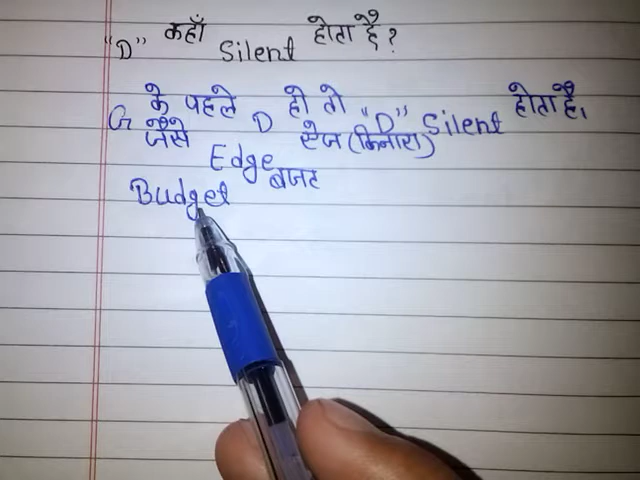 "D" कहाँ Silent होता है?
G के पहले D हो तो "D" Silent होता है,
जैसे Edge ऐज (किनारा)
Budget बजट